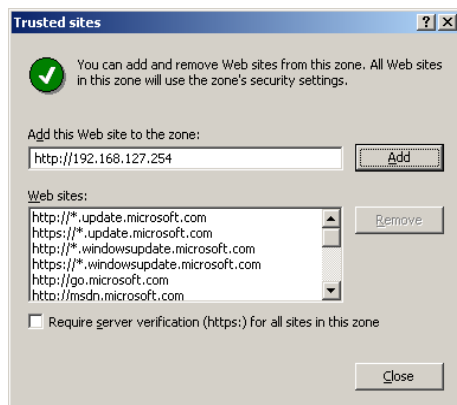 Trusted sites
You can add and remove Web sites from this zone. All Web sites
in this zone will use the zone's security settings.
Add this Web site to the zone:
http://192.168.127.254
Add
Web sites:
http://*.update.microsoft.com
https://*.update.microsoft.com
http://*.windowsupdate.microsoft.com
https://*.windowsupdate.microsoft.com
http://go.microsoft.com
http://msdn.microsoft.com
Remove
Require server verification (https:) for all sites in this zone
Close